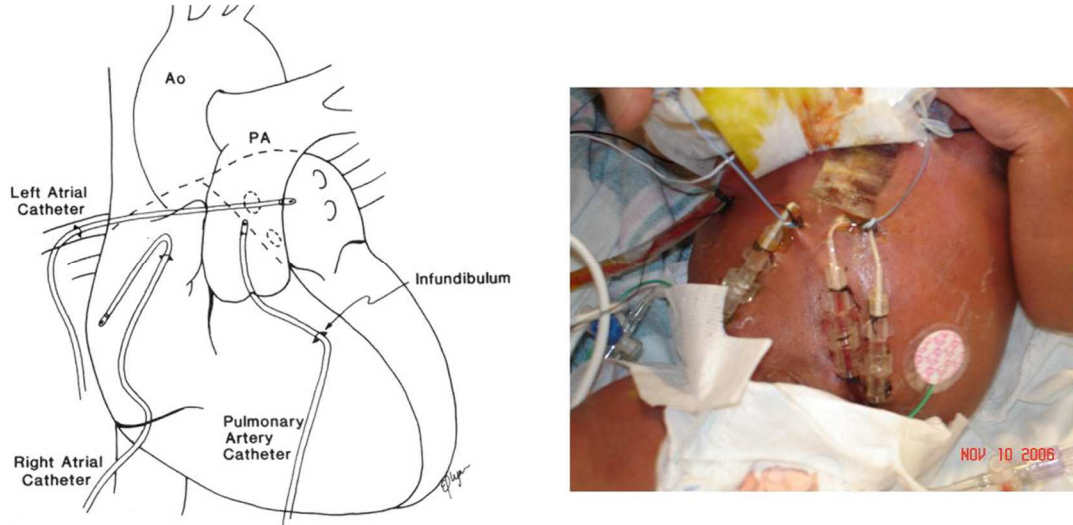 Ao
PA
Left Atrial
Catheter
Infundibulum
Pulmonary
Artery
Catheter
Right Atrial
Catheter
NOV 10 2006